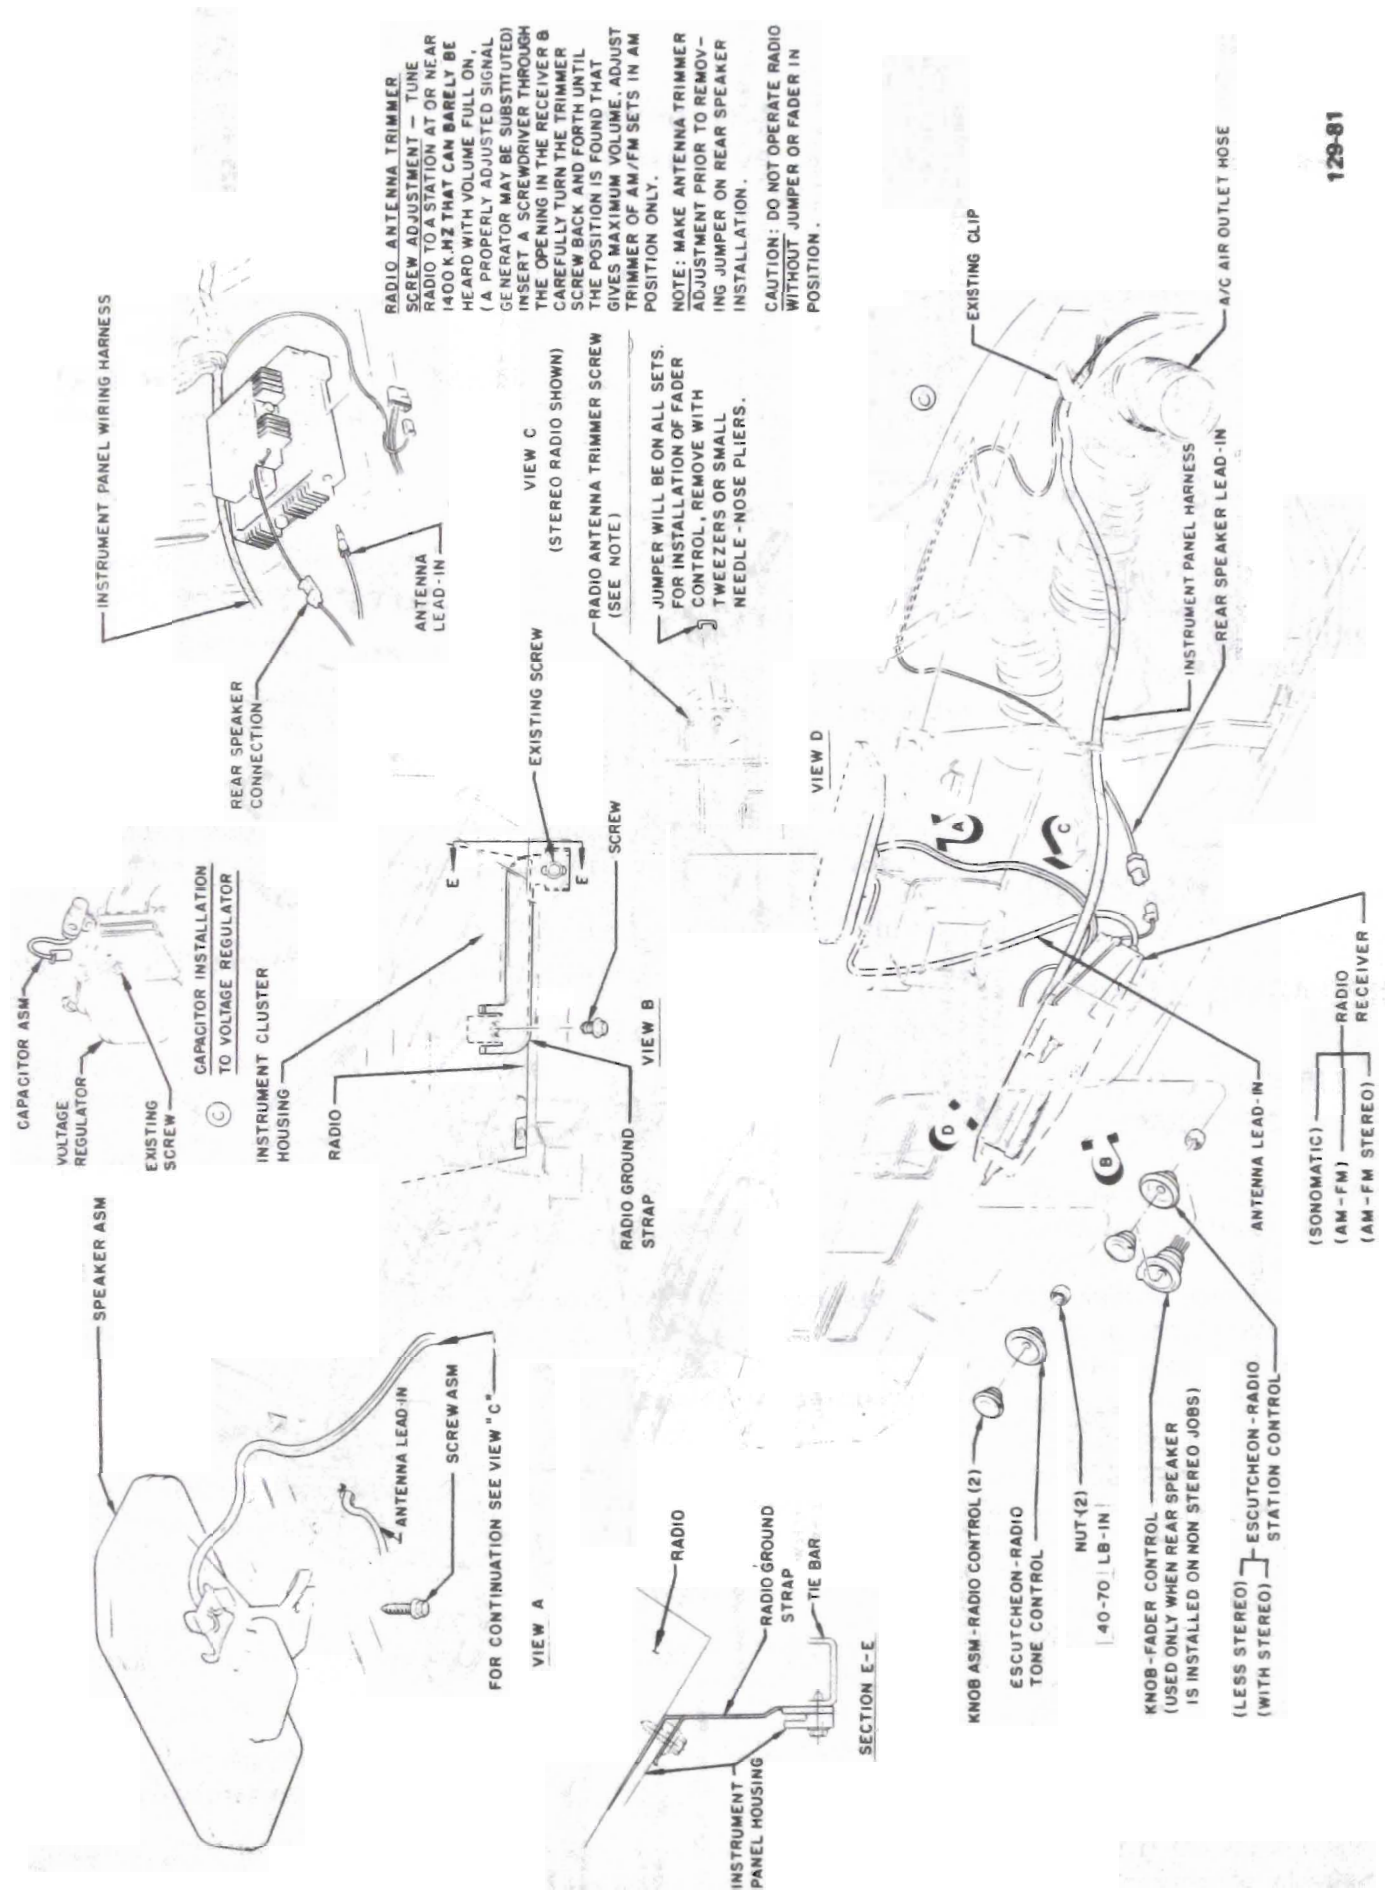 SPEAKER ASM
ANTENNA LEAD-IN
SCREW ASM
FOR CONTINUATION SEE VIEW "C"
VIEW A
CAPACITOR ASM
VOLTAGE
REGULATOR
EXISTING
SCREW
C
CAPACITOR INSTALLATION
TO VOLTAGE REGULATOR
INSTRUMENT CLUSTER
HOUSING
RADIO
E
E
EXISTING SCREW
SCREW
RADIO GROUND
STRAP
VIEW B
INSTRUMENT PANEL WIRING HARNESS
REAR SPEAKER
CONNECTION
ANTENNA
LEAD-IN
VIEW C
(STEREO RADIO SHOWN)
RADIO ANTENNA TRIMMER SCREW
(SEE NOTE)
JUMPER WILL BE ON ALL SETS.
FOR INSTALLATION OF FADER
CONTROL, REMOVE WITH
TWEEZERS OR SMALL
NEEDLE-NOSE PLIERS.
VIEW D
RADIO ANTENNA TRIMMER
SCREW ADJUSTMENT — TUNE
RADIO TO A STATION AT OR NEAR
1400 K.HZ THAT CAN BARELY BE
HEARD WITH VOLUME FULL ON,
(A PROPERLY ADJUSTED SIGNAL
GENERATOR MAY BE SUBSTITUTED)
INSERT A SCREWDRIVER THROUGH
THE OPENING IN THE RECEIVER &
CAREFULLY TURN THE TRIMMER
SCREW BACK AND FORTH UNTIL
THE POSITION IS FOUND THAT
GIVES MAXIMUM VOLUME. ADJUST
TRIMMER OF AM/FM SETS IN AM
POSITION ONLY.
NOTE: MAKE ANTENNA TRIMMER
ADJUSTMENT PRIOR TO REMOV-
ING JUMPER ON REAR SPEAKER
INSTALLATION.
CAUTION: DO NOT OPERATE RADIO
WITHOUT JUMPER OR FADER IN
POSITION.
RADIO
RADIO GROUND
STRAP
TIE BAR
INSTRUMENT
PANEL HOUSING
SECTION E-E
KNOB ASM-RADIO CONTROL (2)
ESCUTCHEON-RADIO
TONE CONTROL
NUT (2)
40-70 LB-IN
KNOB-FADER CONTROL
(USED ONLY WHEN REAR SPEAKER
IS INSTALLED ON NON STEREO JOBS)
(LESS STEREO)
(WITH STEREO)
ESCUTCHEON-RADIO
STATION CONTROL
D
B
A
C
C
ANTENNA LEAD-IN
(SONOMATIC)
(AM-FM)
(AM-FM STEREO)
RADIO
RECEIVER
INSTRUMENT PANEL HARNESS
REAR SPEAKER LEAD-IN
EXISTING CLIP
A/C AIR OUTLET HOSE
129-81